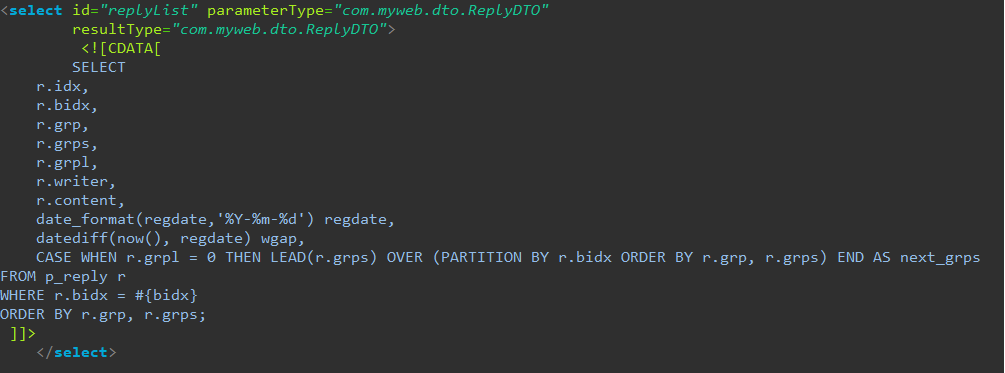 <select id="replyList" parameterType="com.myweb.dto.ReplyDTO"
resultType="com.myweb.dto.ReplyDTO">
<![CDATA[
SELECT
r.idx,
r.bidx,
r.grp,
r.grps,
r.grpl,
r.writer,
r.content,
date_format(regdate,'%Y-%m-%d') regdate,
datediff(now(), regdate) wgap,
CASE WHEN r.grpl = 0 THEN LEAD(r.grps) OVER (PARTITION BY r.bidx ORDER BY r.grp, r.grps) END AS next_grps
FROM p_reply r
WHERE r.bidx = #{bidx}
ORDER BY r.grp, r.grps;
]]>
</select>